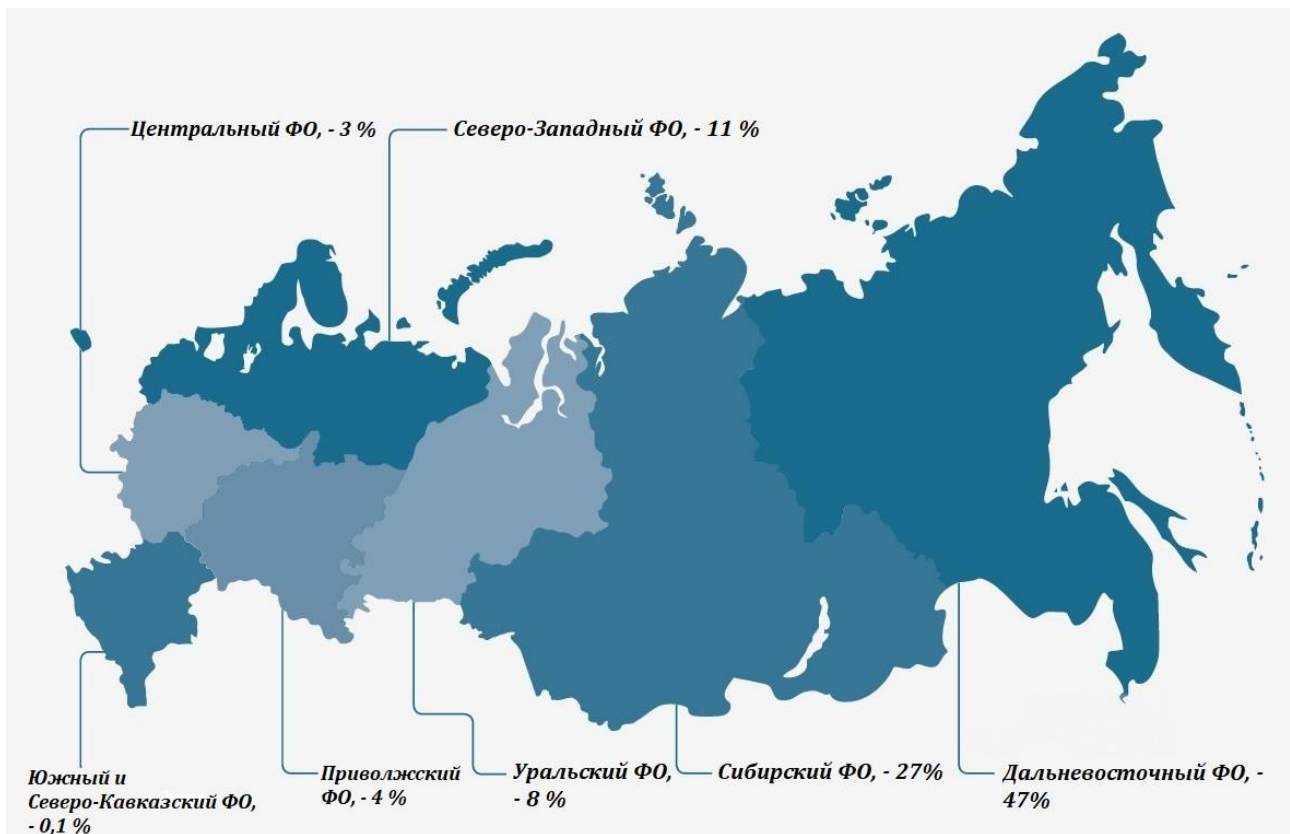 Центральный ФО, - 3 %
Северо-Западный ФО, - 11 %
Южный и
Северо-Кавказский ФО,
- 0,1 %
Приволжский
ФО, - 4 %
Уральский ФО,
- 8 %
Сибирский ФО, - 27%
Дальневосточный ФО, -
47%